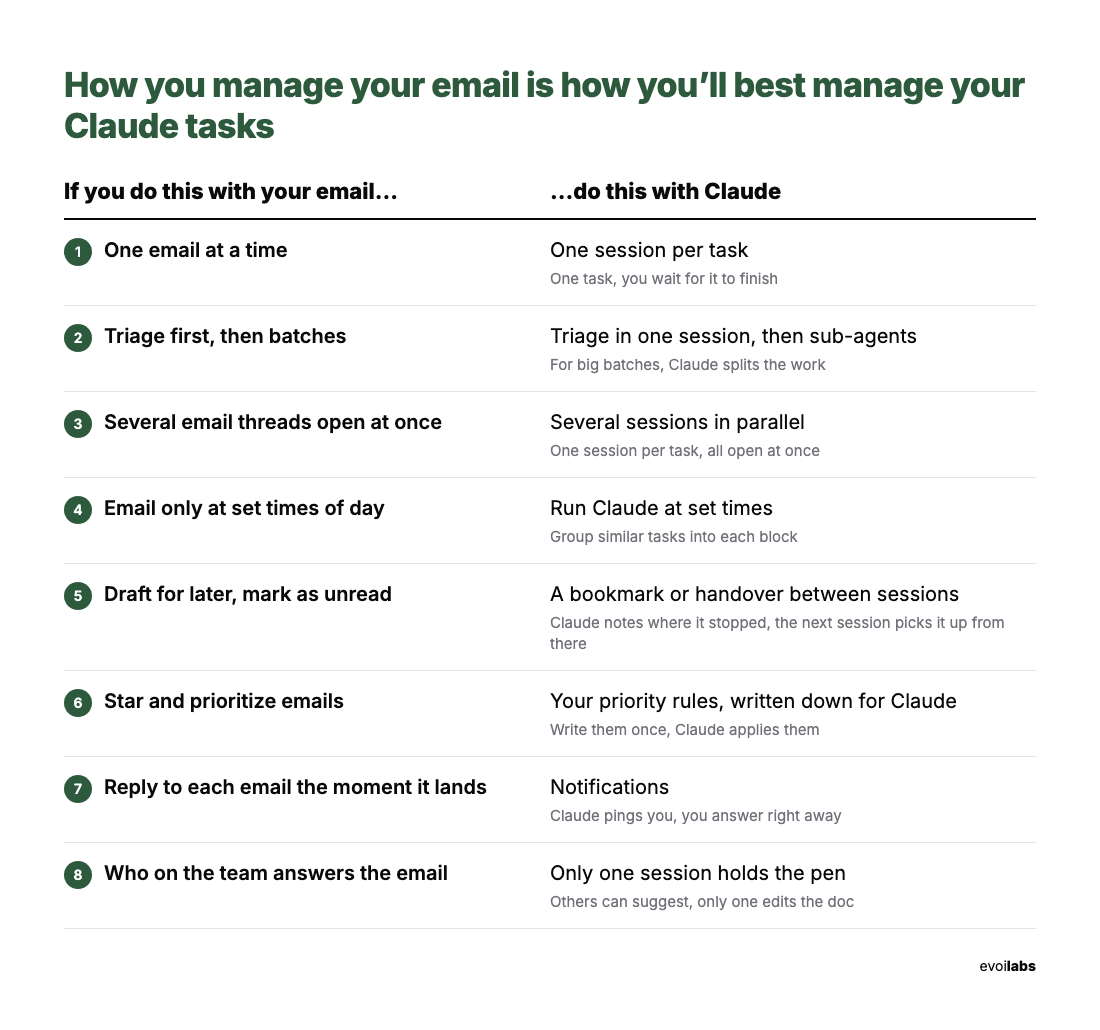 How you manage your email is how you’ll best manage your
Claude tasks
If you do this with your email…
…do this with Claude
1 One email at a time
One session per task
One task, you wait for it to finish
2 Triage first, then batches
Triage in one session, then sub-agents
For big batches, Claude splits the work
3 Several email threads open at once
Several sessions in parallel
One session per task, all open at once
4 Email only at set times of day
Run Claude at set times
Group similar tasks into each block
5 Draft for later, mark as unread
A bookmark or handover between sessions
Claude notes where it stopped, the next session picks it up from
there
6 Star and prioritize emails
Your priority rules, written down for Claude
Write them once, Claude applies them
7 Reply to each email the moment it lands
Notifications
Claude pings you, you answer right away
8 Who on the team answers the email
Only one session holds the pen
Others can suggest, only one edits the doc
evoilabs